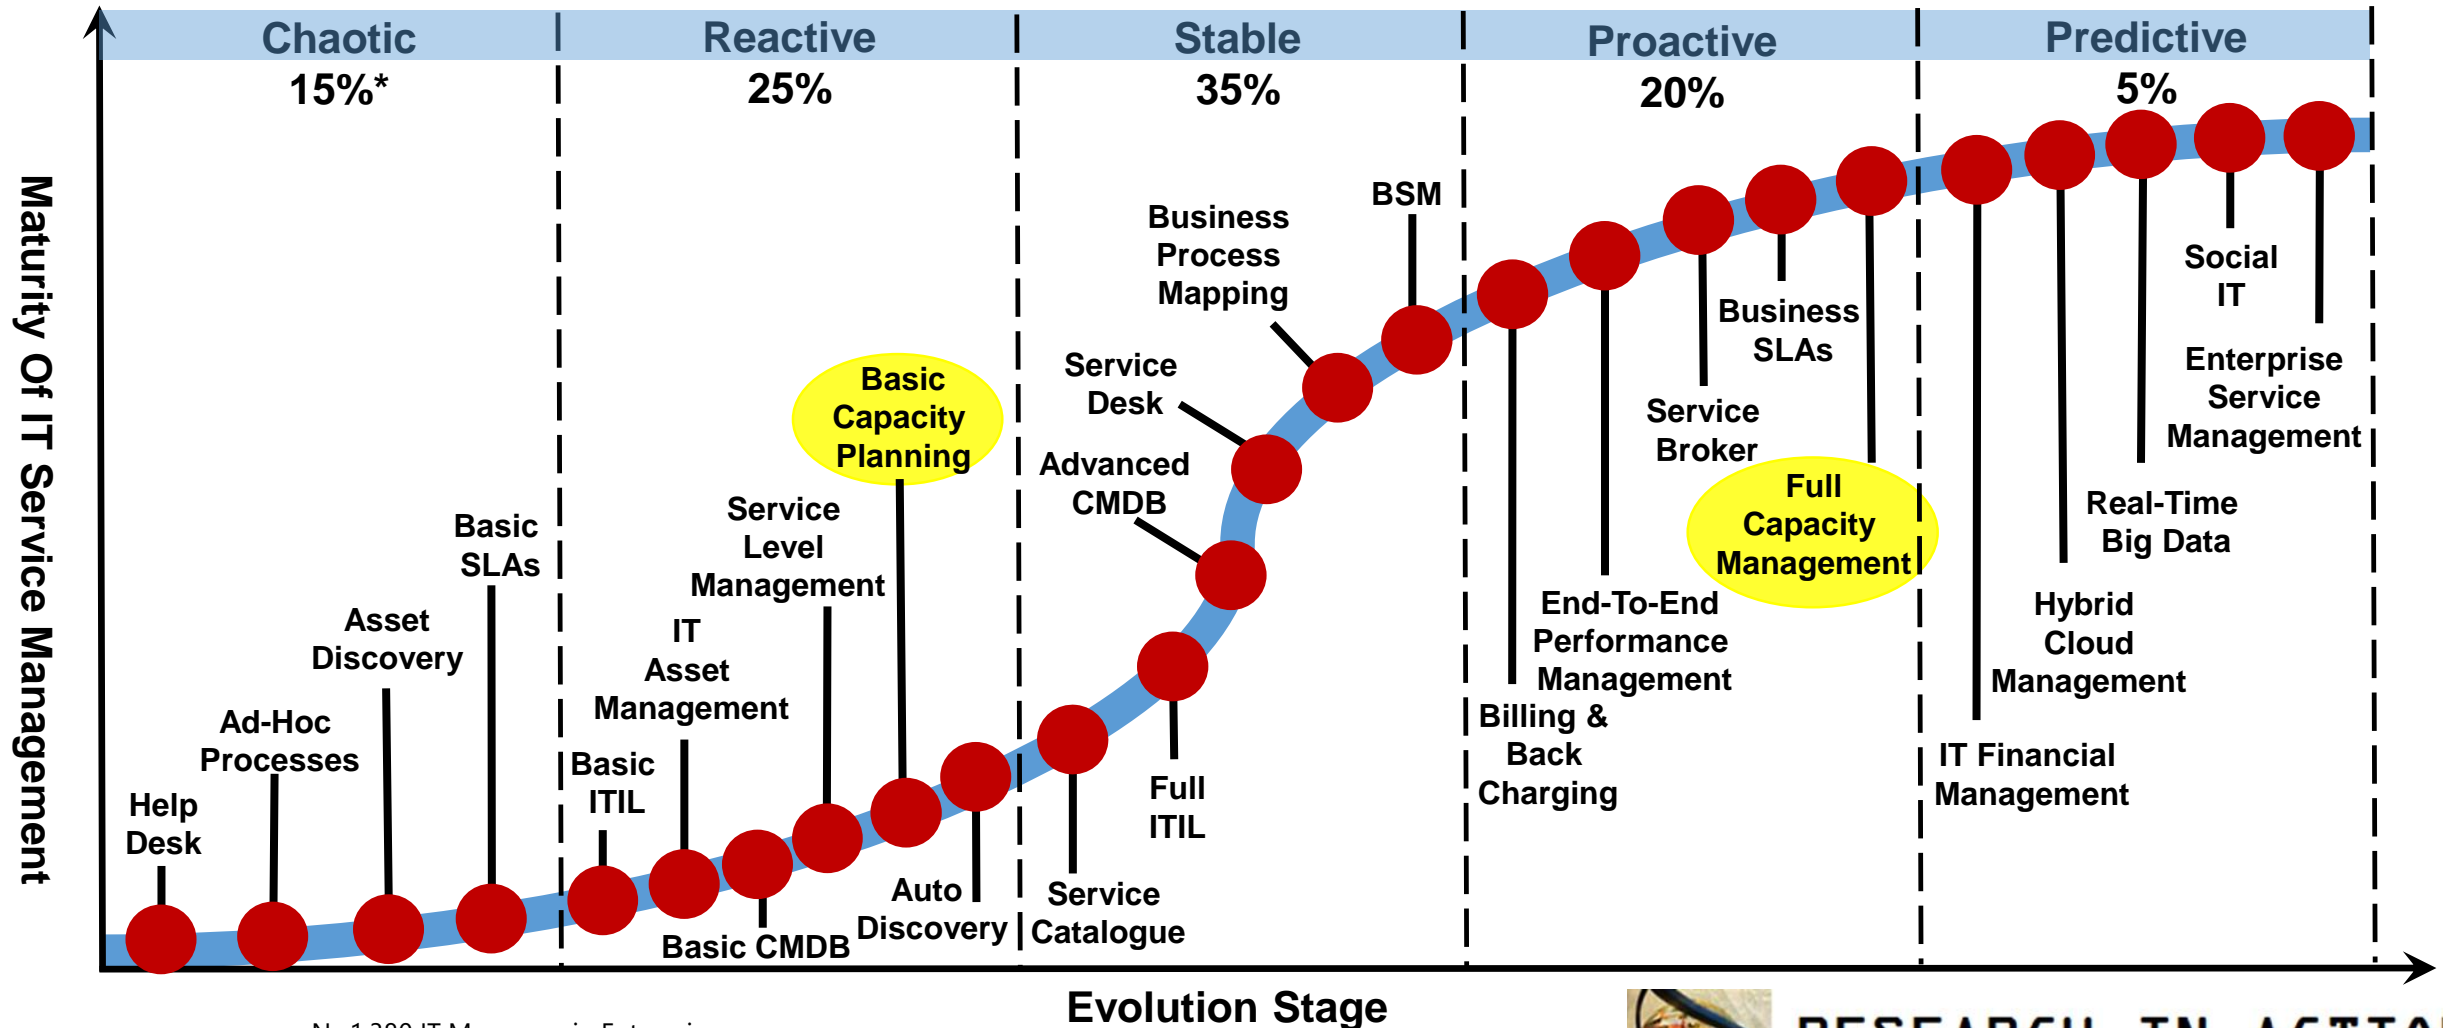 Chaotic
Reactive
Stable
Proactive
Predictive
15%*
25%
35%
20%
5%
Maturity Of IT Service Management
Help
Desk
Ad-Hoc
Processes
Asset
Discovery
Basic
SLAs
Basic
ITIL
IT
Asset
Management
Basic CMDB
Service
Level
Management
Basic
Capacity
Planning
Auto
Discovery
Service
Catalogue
Full
ITIL
Advanced
CMDB
Service
Desk
Business
Process
Mapping
BSM
Billing &
Back
Charging
End-To-End
Performance
Management
Service
Broker
Business
SLAs
Full
Capacity
Management
IT Financial
Management
Hybrid
Cloud
Management
Real-Time
Big Data
Social
IT
Enterprise
Service
Management
Evolution Stage
RESEARCH IN ACTION